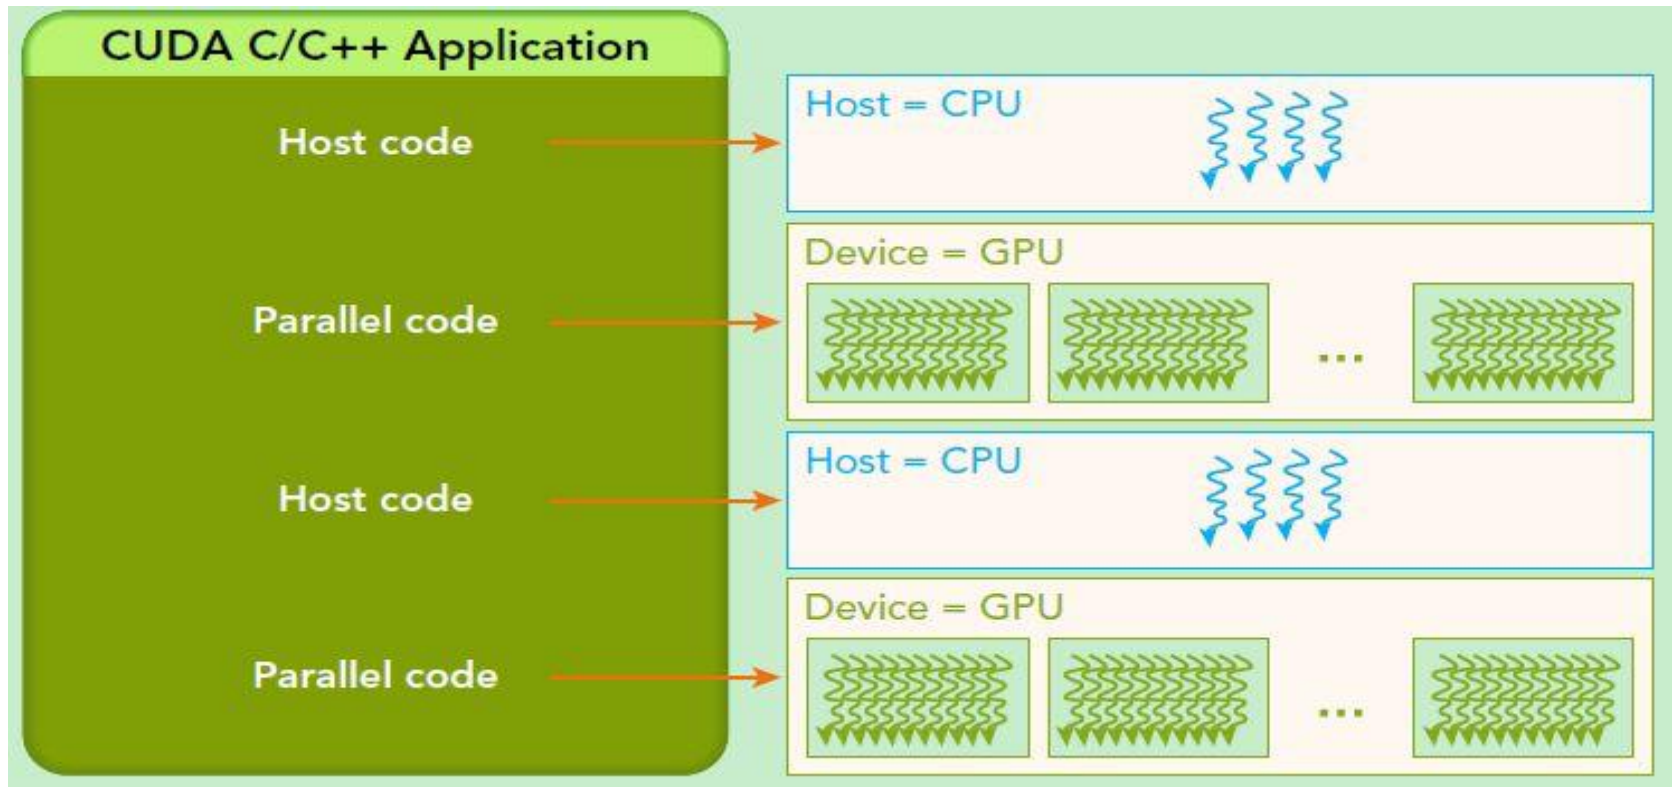 CUDA C/C++ Application
Host code
Host = CPU
Parallel code
Device = GPU
...
Host code
Host = CPU
Parallel code
Device = GPU
...